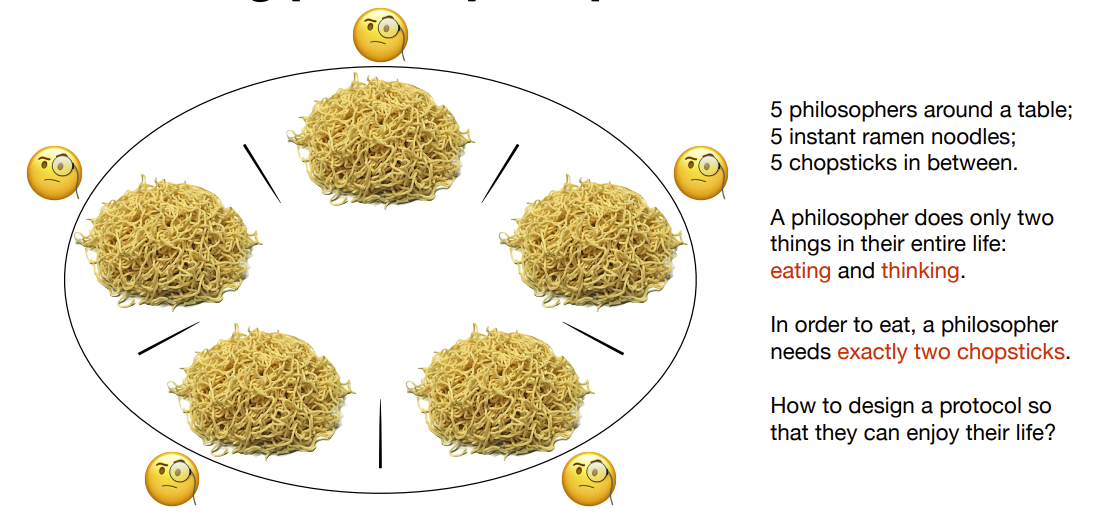 5 philosophers around a table;
5 instant ramen noodles;
5 chopsticks in between.
A philosopher does only two
things in their entire life:
eating and thinking.
In order to eat, a philosopher
needs exactly two chopsticks.
How to design a protocol so
that they can enjoy their life?